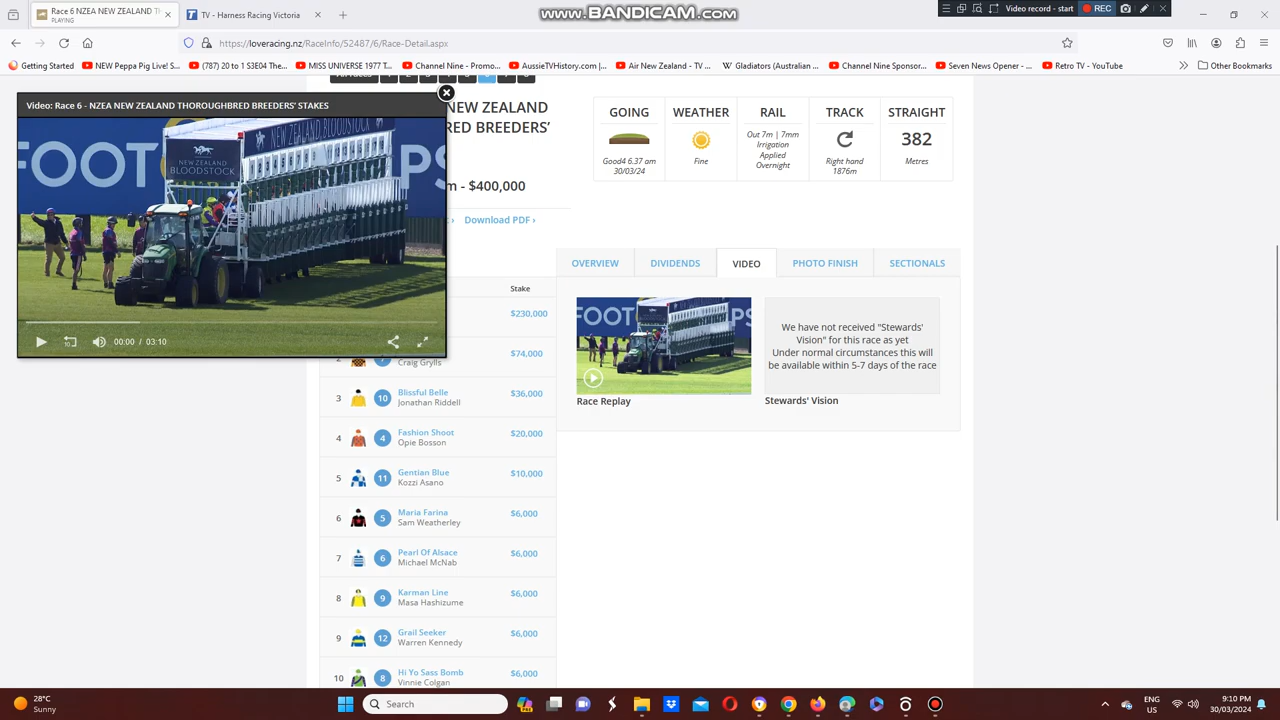 www.BANDICAM.com
Race 6 NZEA NEW ZEALAND TH
PLAYING
TV - Harness Racing Victoria
Video record - start
REC
https://loveracing.nz/RaceInfo/52487/6/Race-Detail.aspx
Getting Started
NEW Peppa Pig Live! S...
(787) 20 to 1 S3E04 The...
MISS UNIVERSE 1977 T...
Channel Nine - Promo...
AussieTVHistory.com |...
Air New Zealand - TV ...
Gladiators (Australian ...
Channel Nine Sponsor...
Seven News Opener - ...
Retro TV - YouTube
Other Bookmarks
Video: Race 6 - NZEA NEW ZEALAND THOROUGHBRED BREEDERS' STAKES
NEW ZEALAND
RED BREEDERS'
m - $400,000
Download PDF ›
FOOT
PS
NEW ZEALAND BLOODSTOCK
NEW ZEALAND
BLOODSTOCK
00:00 / 03:10
GOING
Good4 6.37 am
30/03/24
WEATHER
Fine
RAIL
Out 7m | 7mm
Irrigation
Applied
Overnight
TRACK
Right hand
1876m
STRAIGHT
382
Metres
OVERVIEW
DIVIDENDS
VIDEO
PHOTO FINISH
SECTIONALS
Race Replay
We have not received "Stewards'
Vision" for this race as yet
Under normal circumstances this will
be available within 5-7 days of the race
Stewards' Vision
Stake
$230,000
Craig Grylls
$74,000
3 10 Blissful Belle $36,000
Jonathan Riddell
4 4 Fashion Shoot $20,000
Opie Bosson
5 11 Gentian Blue $10,000
Kozzi Asano
6 5 Maria Farina $6,000
Sam Weatherley
7 6 Pearl Of Alsace $6,000
Michael McNab
8 9 Karman Line $6,000
Masa Hashizume
9 12 Grail Seeker $6,000
Warren Kennedy
10 8 Hi Yo Sass Bomb $6,000
Vinnie Colgan
28°C
Sunny
Search
ENG
US
9:10 PM
30/03/2024